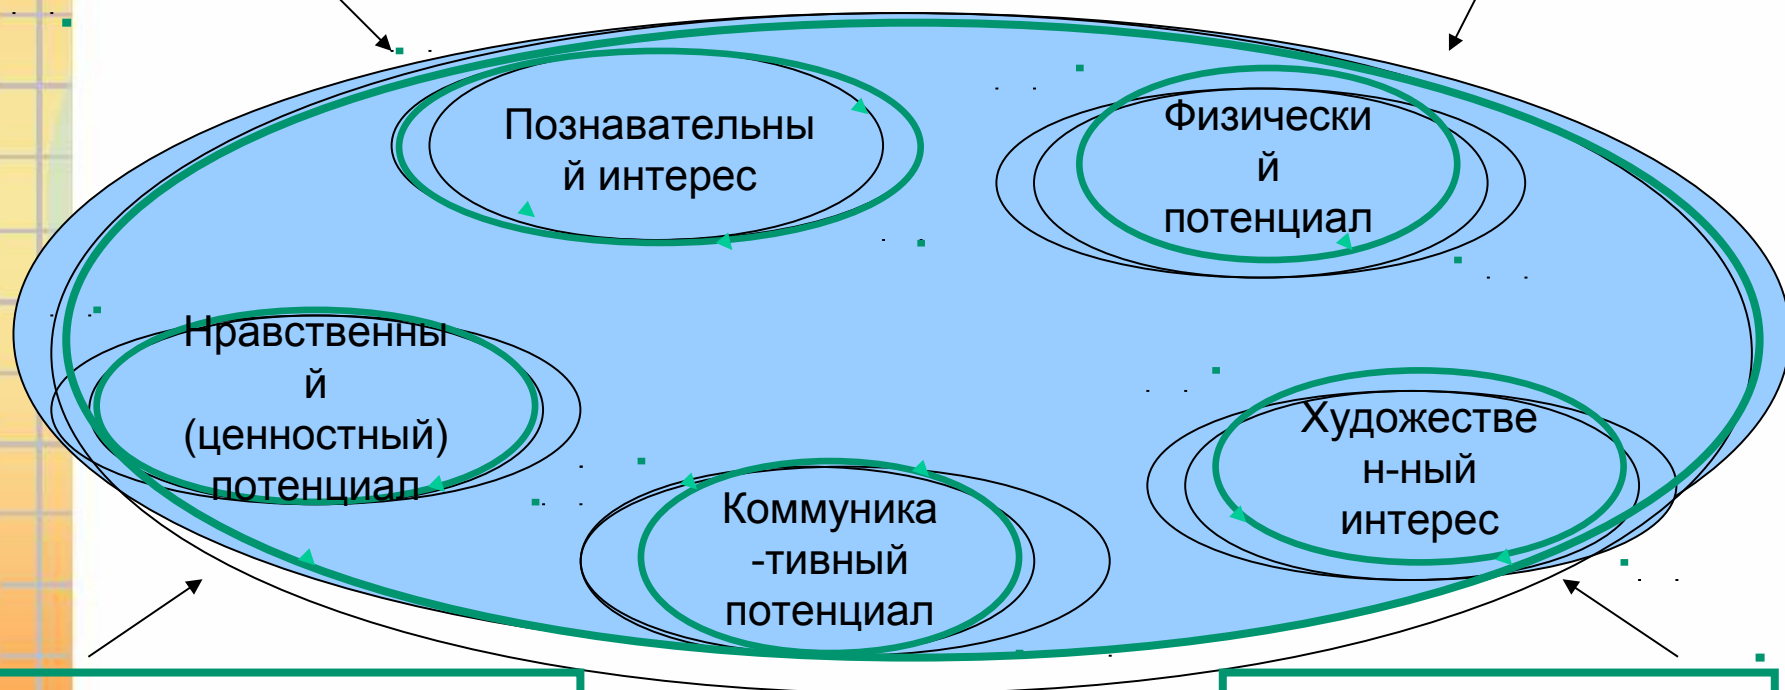 Познавательны
й интерес
Физически
й
потенциал
Нравственны
й
(ценностный)
потенциал
Коммуника
-тивный
потенциал
Художестве
н-ный
интерес